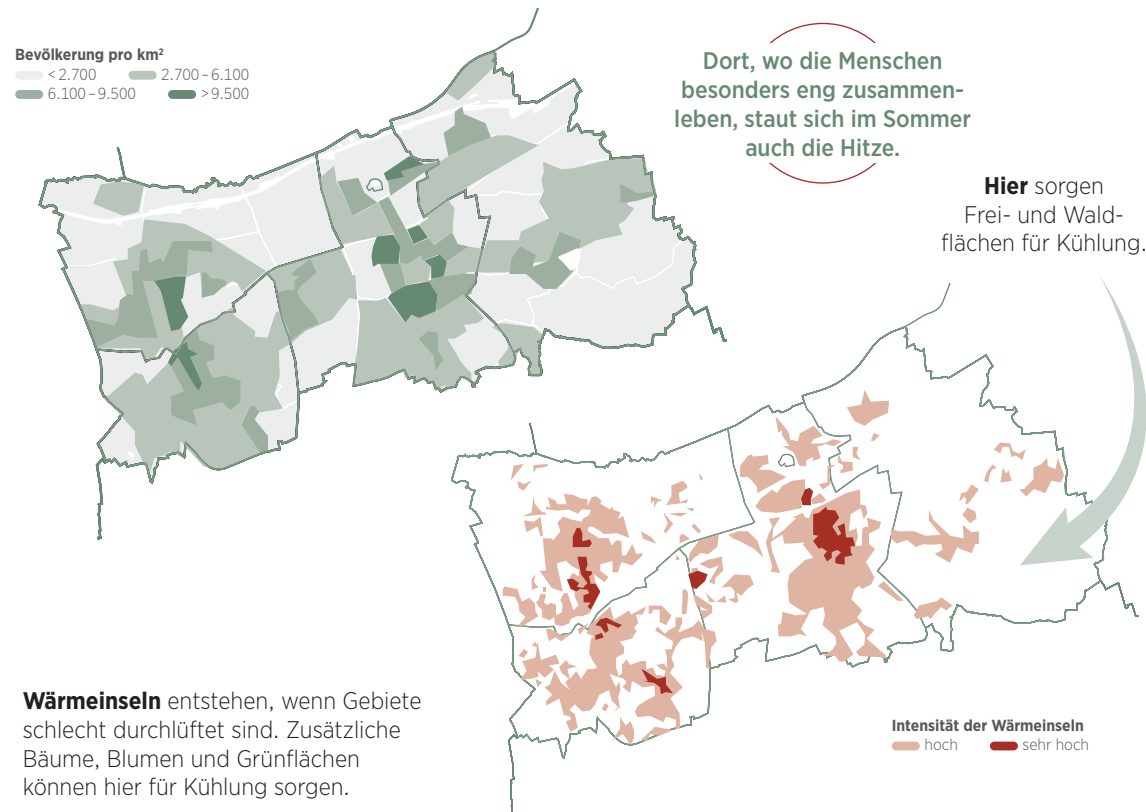 Bevölkerung pro km²
< 2.700 2.700 – 6.100
6.100 – 9.500 > 9.500
Dort, wo die Menschen
besonders eng zusammen-
leben, staut sich im Sommer
auch die Hitze.
Hier sorgen
Frei- und Wald-
flächen für Kühlung.
Wärmeinseln entstehen, wenn Gebiete
schlecht durchlüftet sind. Zusätzliche
Bäume, Blumen und Grünflächen
können hier für Kühlung sorgen.
Intensität der Wärmeinseln
hoch sehr hoch